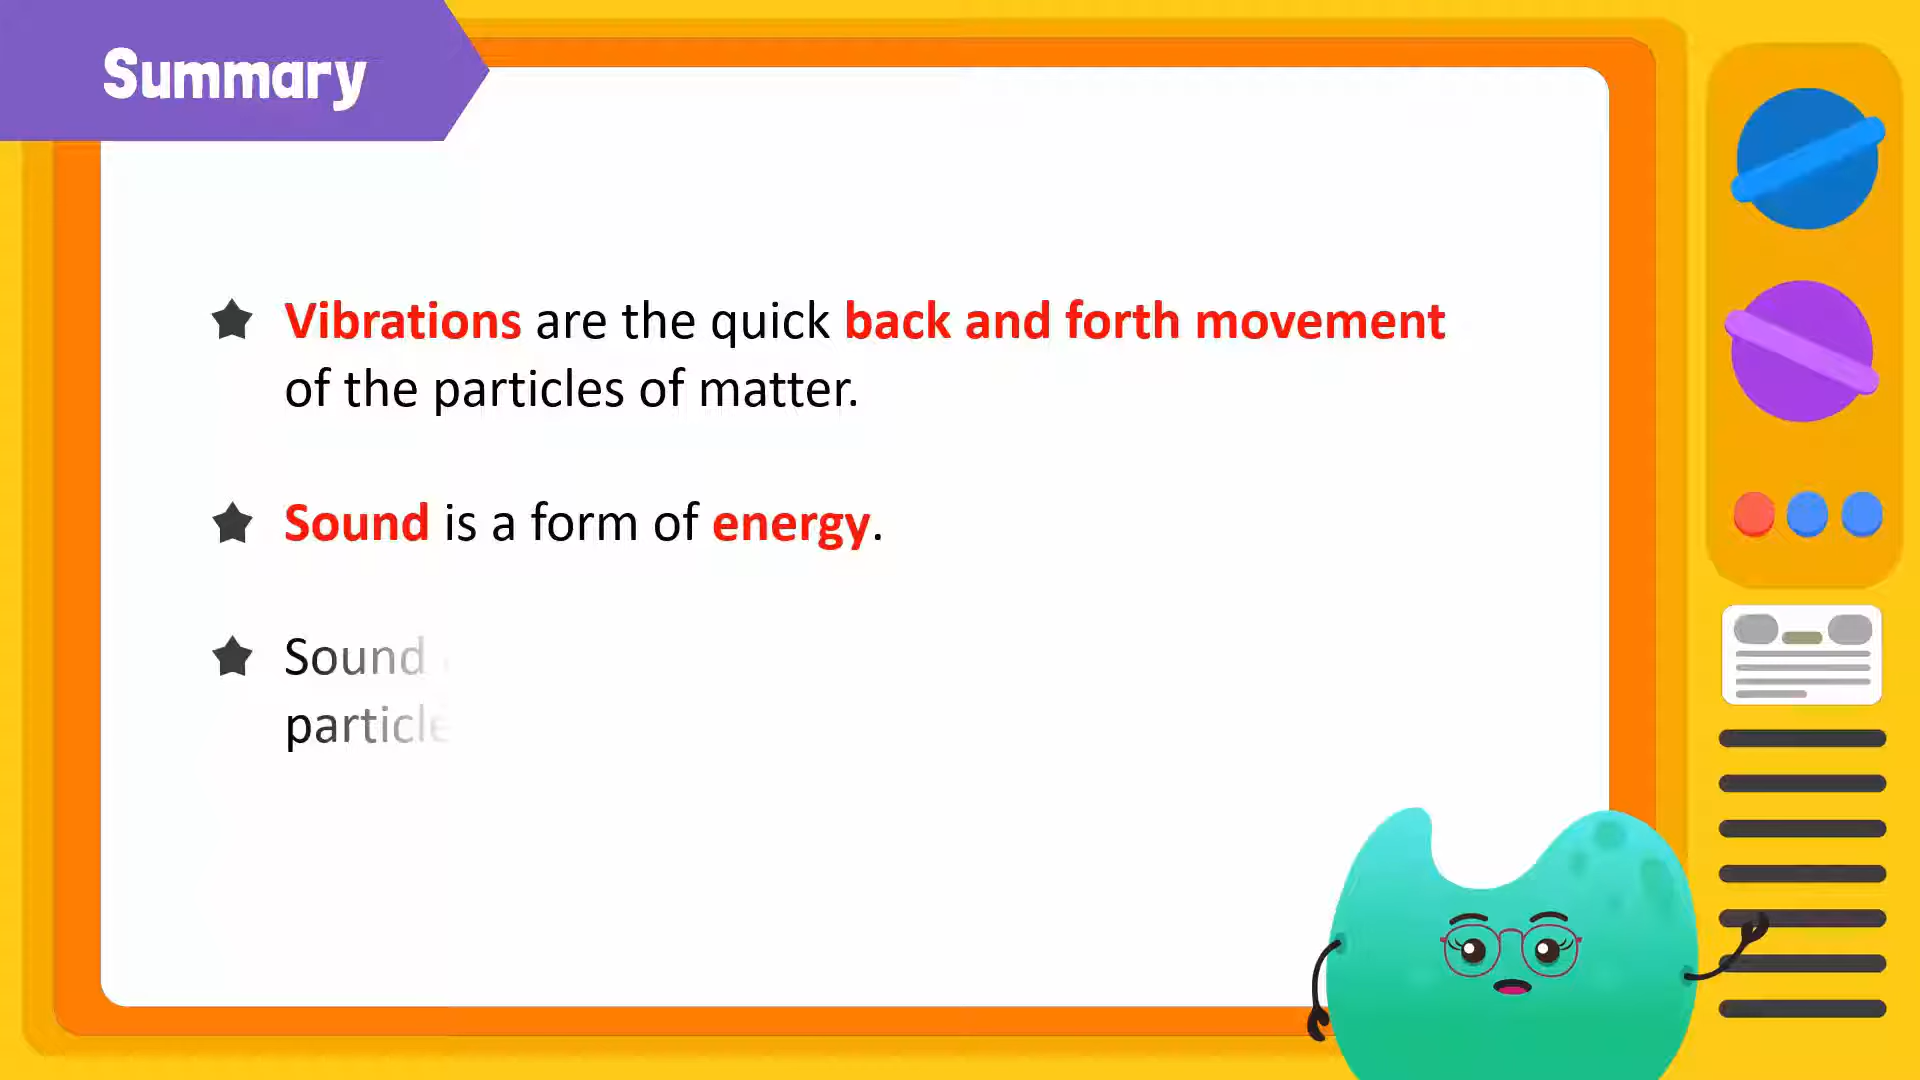 Summary
Vibrations are the quick back and forth movement
of the particles of matter.
Sound is a form of energy.
Sound
particle